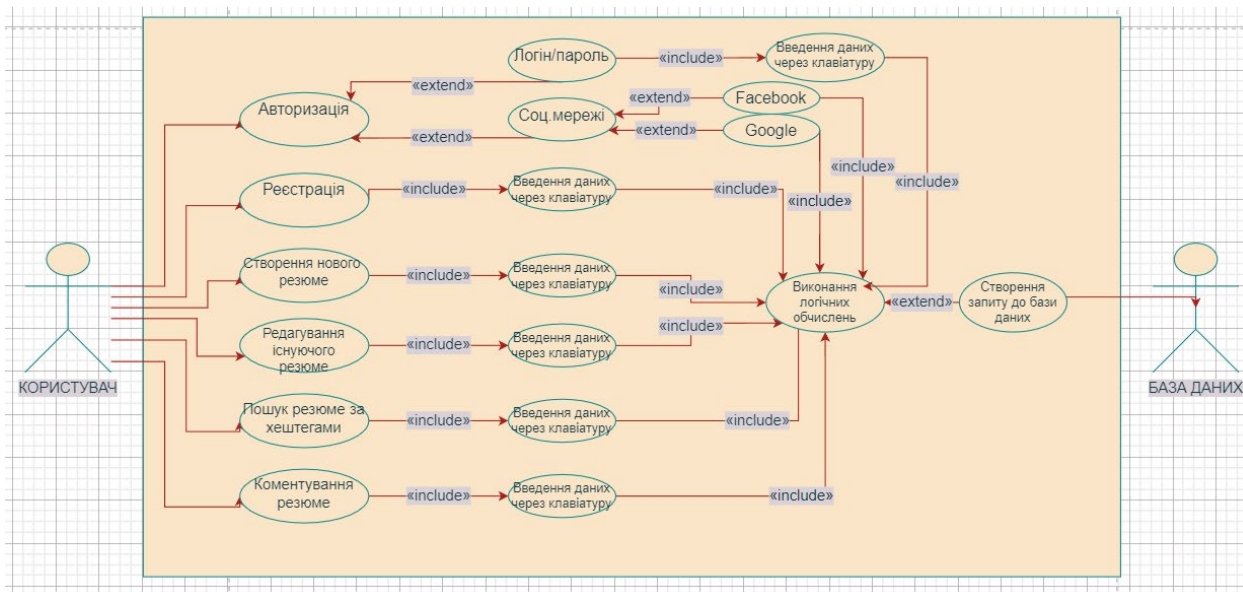 Логін/пароль
«include»
Введення даних
через клавіатуру
«extend»
Авторизація
Соц.мережі
«extend»
Facebook
«extend»
Google
«extend»
«include»
«include»
«include»
Реєстрація
«include»
Введення даних
через клавіатуру
«include»
Створення нового
резюме
«include»
Введення даних
через клавіатуру
«include»
Виконання
логічних
обчислень
«extend»
Створення
запиту до бази
даних
Редагування
існуючого
резюме
«include»
Введення даних
через клавіатуру
«include»
КОРИСТУВАЧ
БАЗА ДАНИХ
Пошук резюме за
хештегами
«include»
Введення даних
через клавіатуру
«include»
Коментування
резюме
«include»
Введення даних
через клавіатуру
«include»